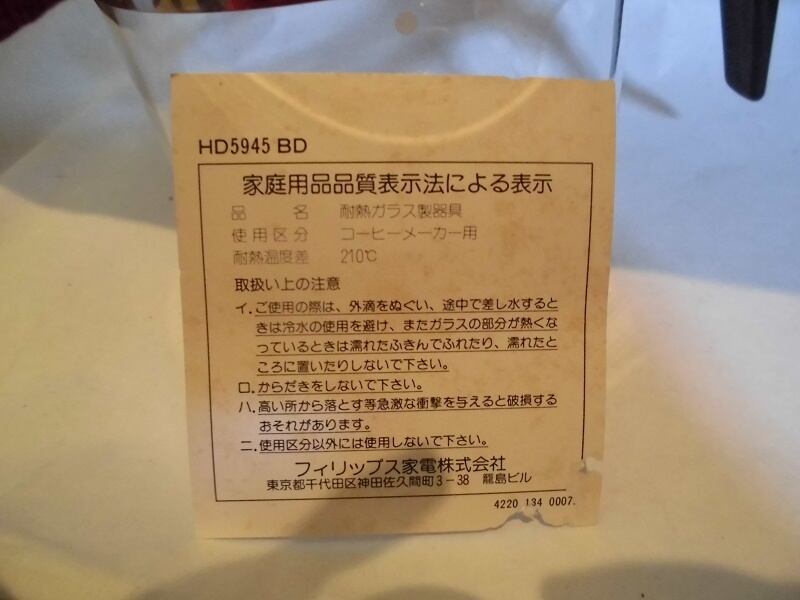 HD5945 BD
家庭用品品質表示法による表示
品　　名　耐熱ガラス製器具
使用区分　コーヒーメーカー用
耐熱温度差　210℃
取扱い上の注意
イ.ご使用の際は、外滴をぬぐい、途中で差し水すると
きは冷水の使用を避け、またガラスの部分が熱くな
っているときは濡れたふきんでふれたり、濡れたと
ころに置いたりしないで下さい。
ロ.からだきをしないで下さい。
ハ.高い所から落とす等急激な衝撃を与えると破損する
おそれがあります。
ニ.使用区分以外には使用しないで下さい。
フィリップス家電株式会社
東京都千代田区神田佐久間町3-38　龍島ビル
4220 134 0007.